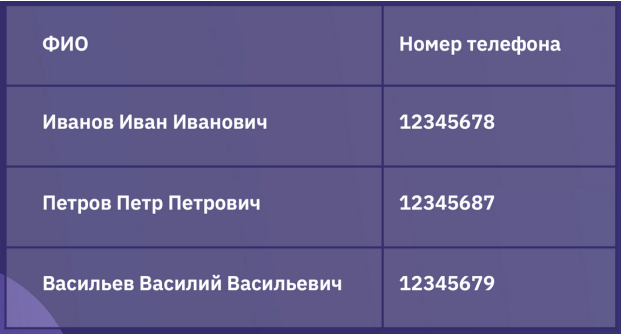 ФИО Номер телефона
Иванов Иван Иванович 12345678
Петров Петр Петрович 12345687
Васильев Василий Васильевич 12345679